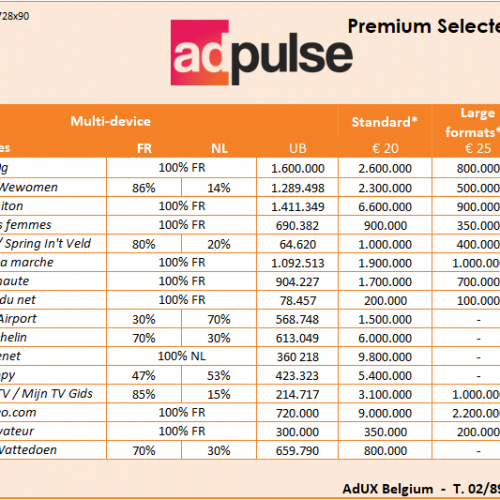 728x90
adpulse
Premium Selecte
Multi-device Standard* Large formats*
es FR NL UB € 20 € 25
100% FR 1.600.000 2.600.000 800.000
Wewomen 86% 14% 1.289.498 2.300.000 500.000
iton 100% FR 1.411.349 6.600.000 900.000
s femmes 100% FR 690.382 900.000 350.000
/ Spring In't Veld 80% 20% 64.620 1.000.000 400.000
a marche 100% FR 1.092.513 1.900.000 1.000.000
haute 100% FR 904.227 1.700.000 100.000
du net 100% FR 78.457 200.000 100.000
Airport 30% 70% 568.748 1.500.000 -
helin 70% 30% 613.049 6.000.000 -
enet 100% NL 360 218 9.800.000 -
py 47% 53% 423.323 5.400.000 -
TV / Mijn TV Gids 85% 15% 214.717 3.100.000 1.000.00
eo.com 100% FR 720.000 9.000.000 2.200.00
vateur 100% FR 300.000 350.000 200.000
Wattedoen 70% 30% 659.790 800.000 -
AdUX Belgium - T. 02/89